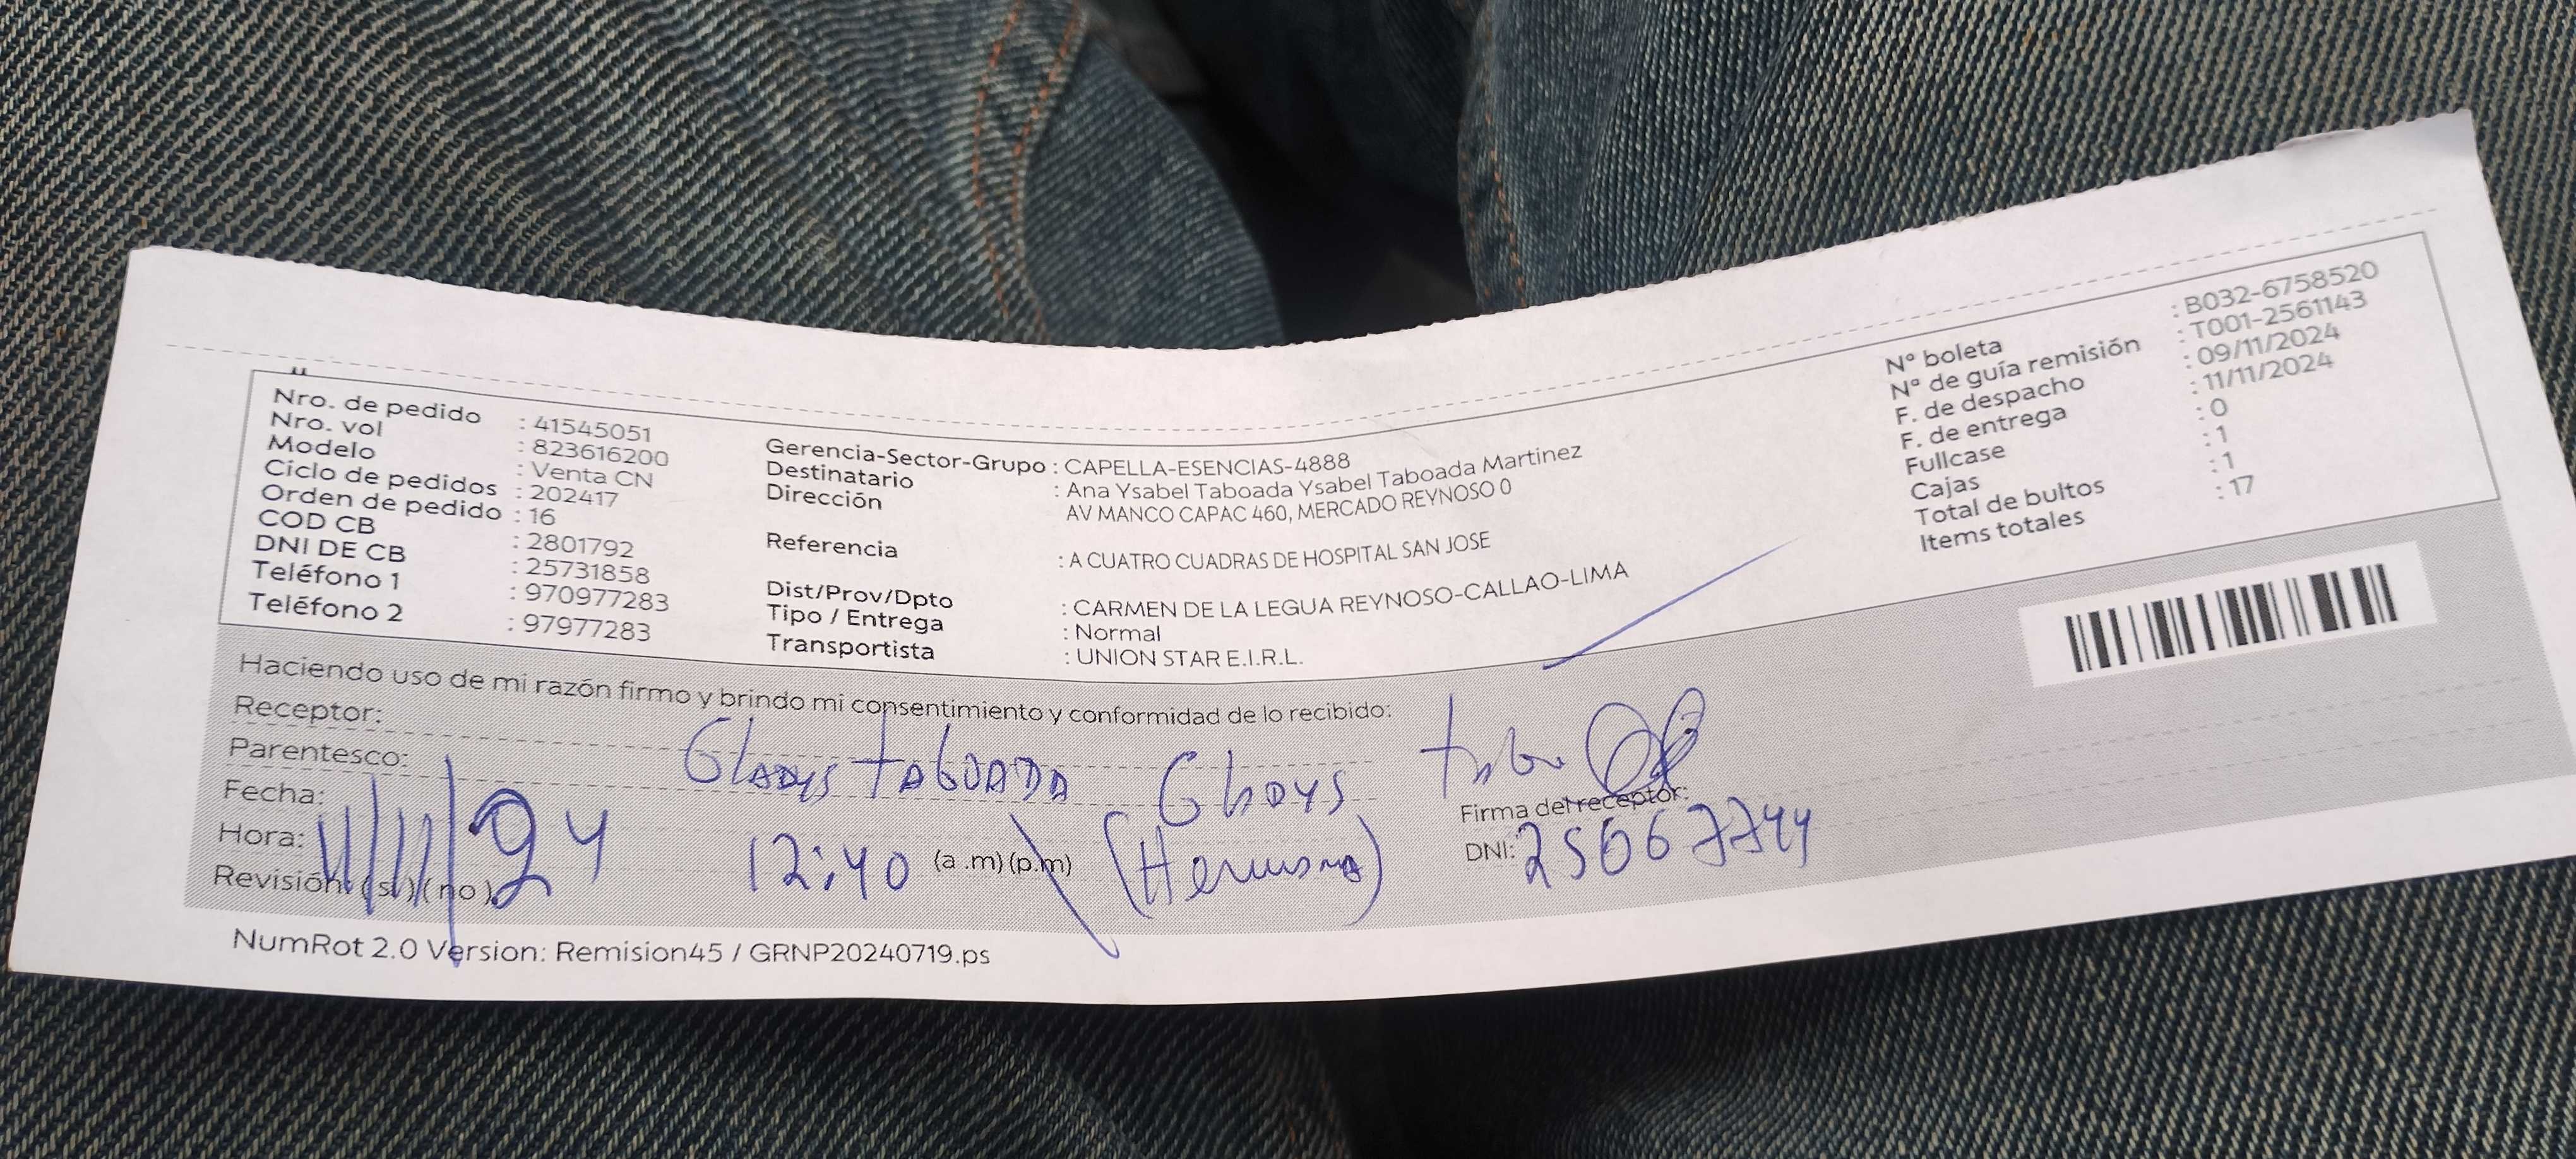 Nro. de pedido : 41545051
Nro. vol : 823616200
Modelo : Venta CN
Ciclo de pedidos : 202417
Orden de pedido : 16
COD CB : 2801792
DNI DE CB : 25731858
Teléfono 1 : 970977283
Teléfono 2 : 97977283
Gerencia-Sector-Grupo : CAPELLA-ESENCIAS-4888
Destinatario : Ana Ysabel Taboada Ysabel Taboada Martinez
Dirección AV MANCO CAPAC 460, MERCADO REYNOSO 0
Referencia : A CUATRO CUADRAS DE HOSPITAL SAN JOSE
Dist/Prov/Dpto : CARMEN DE LA LEGUA REYNOSO-CALLAO-LIMA
Tipo / Entrega : Normal
Transportista : UNION STAR E.I.R.L.
N° boleta : B032-6758520
N° de guía remisión : T001-2561143
F. de despacho : 09/11/2024
F. de entrega : 11/11/2024
Fullcase : 0
Cajas : 1
Total de bultos : 1
Items totales : 17
Haciendo uso de mi razón firmo y brindo mi consentimiento y conformidad de lo recibido:
Receptor:
Parentesco: Gladys TABOADA
Fecha: 11/11/24
Hora: 12:40 (a.m) (p.m) (Hermana)
Revisión: (si) (no)
Firma del receptor:
DNI: 25667744
NumRot 2.0 Version: Remision45 / GRNP20240719.ps